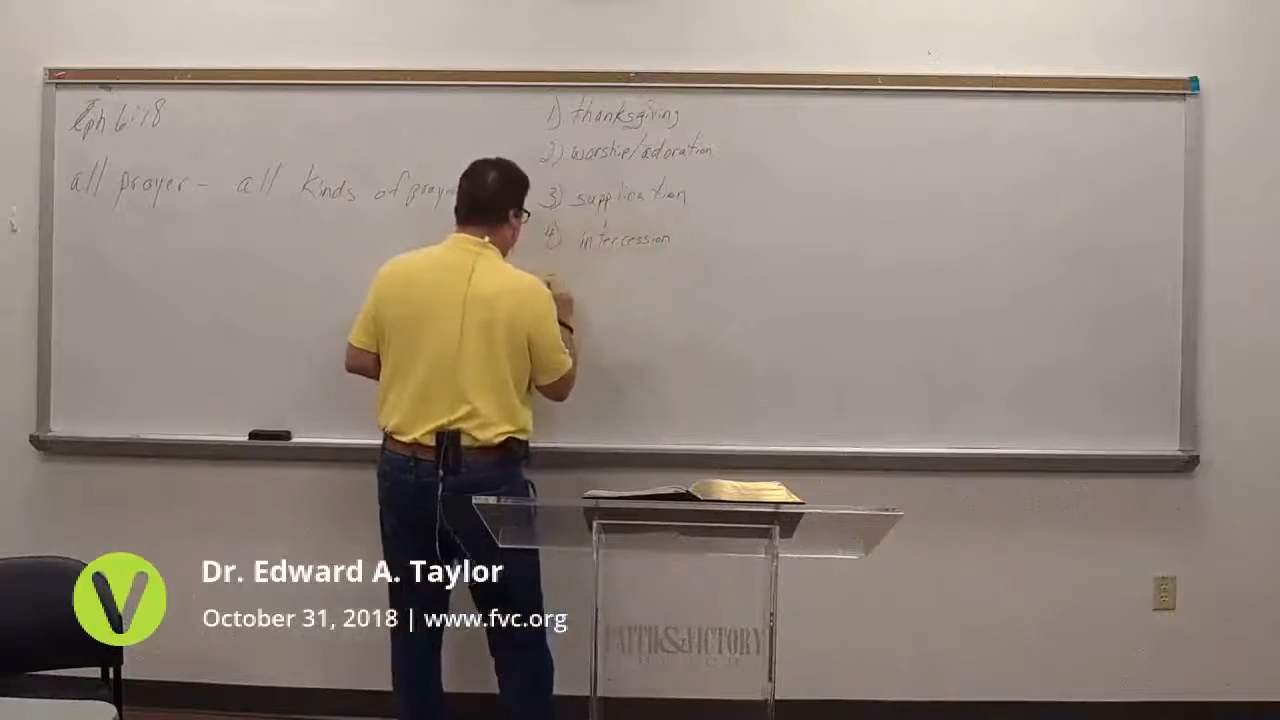 Eph 6:18
all prayer - all kinds of pray
1) thanksgiving
2) worship/adoration
3) supplication
4) intercession
Dr. Edward A. Taylor
October 31, 2018 | www.fvc.org
FAITH&VICTORY